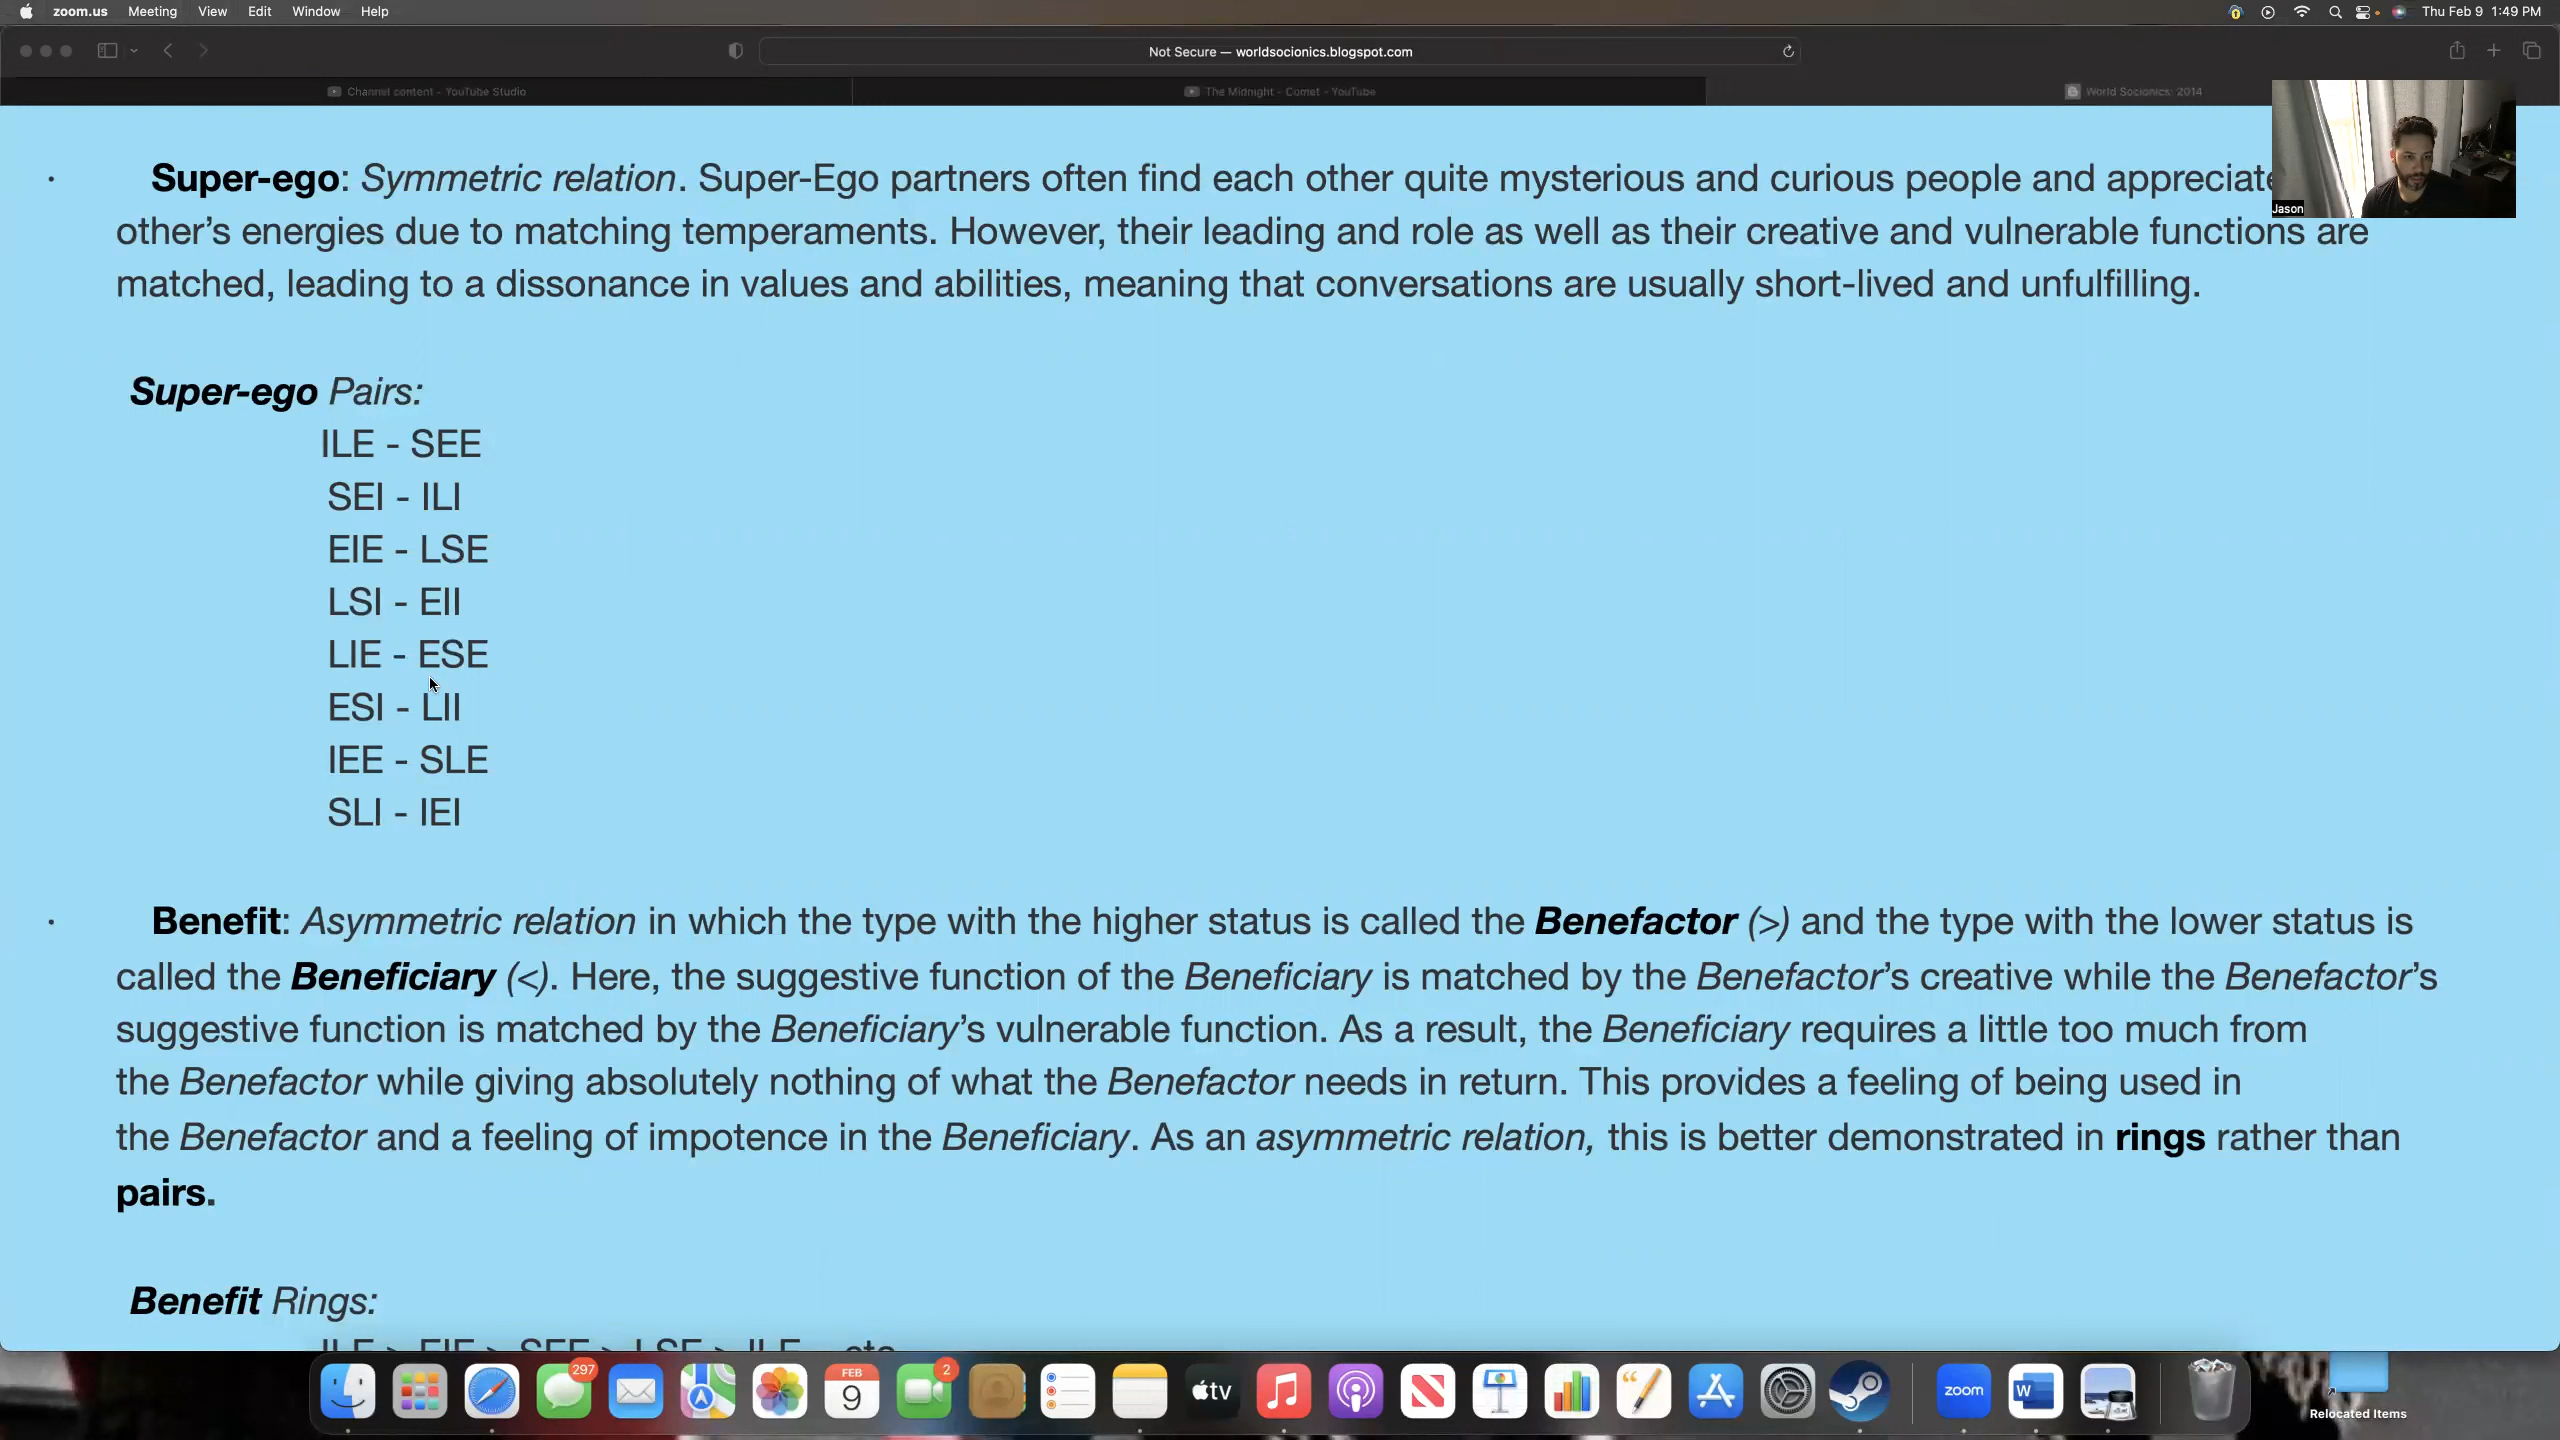 zoom.us Meeting View Edit Window Help Thu Feb 9 1:49 PM
Not Secure — worldsocionics.blogspot.com
Channel content - YouTube Studio The Midnight - Comet - YouTube World Socionics: 2014
· Super-ego: Symmetric relation. Super-Ego partners often find each other quite mysterious and curious people and appreciate
Jason
other’s energies due to matching temperaments. However, their leading and role as well as their creative and vulnerable functions are
matched, leading to a dissonance in values and abilities, meaning that conversations are usually short-lived and unfulfilling.
Super-ego Pairs:
ILE - SEE
SEI - ILI
EIE - LSE
LSI - EII
LIE - ESE
ESI - LII
IEE - SLE
SLI - IEI
· Benefit: Asymmetric relation in which the type with the higher status is called the Benefactor (>) and the type with the lower status is
called the Beneficiary (<). Here, the suggestive function of the Beneficiary is matched by the Benefactor’s creative while the Benefactor’s
suggestive function is matched by the Beneficiary’s vulnerable function. As a result, the Beneficiary requires a little too much from
the Benefactor while giving absolutely nothing of what the Benefactor needs in return. This provides a feeling of being used in
the Benefactor and a feeling of impotence in the Beneficiary. As an asymmetric relation, this is better demonstrated in rings rather than
pairs.
Benefit Rings:
ILE > EIE > SEE > LSE > ILE... etc
297 FEB 9 2 tv zoom W
Relocated Items